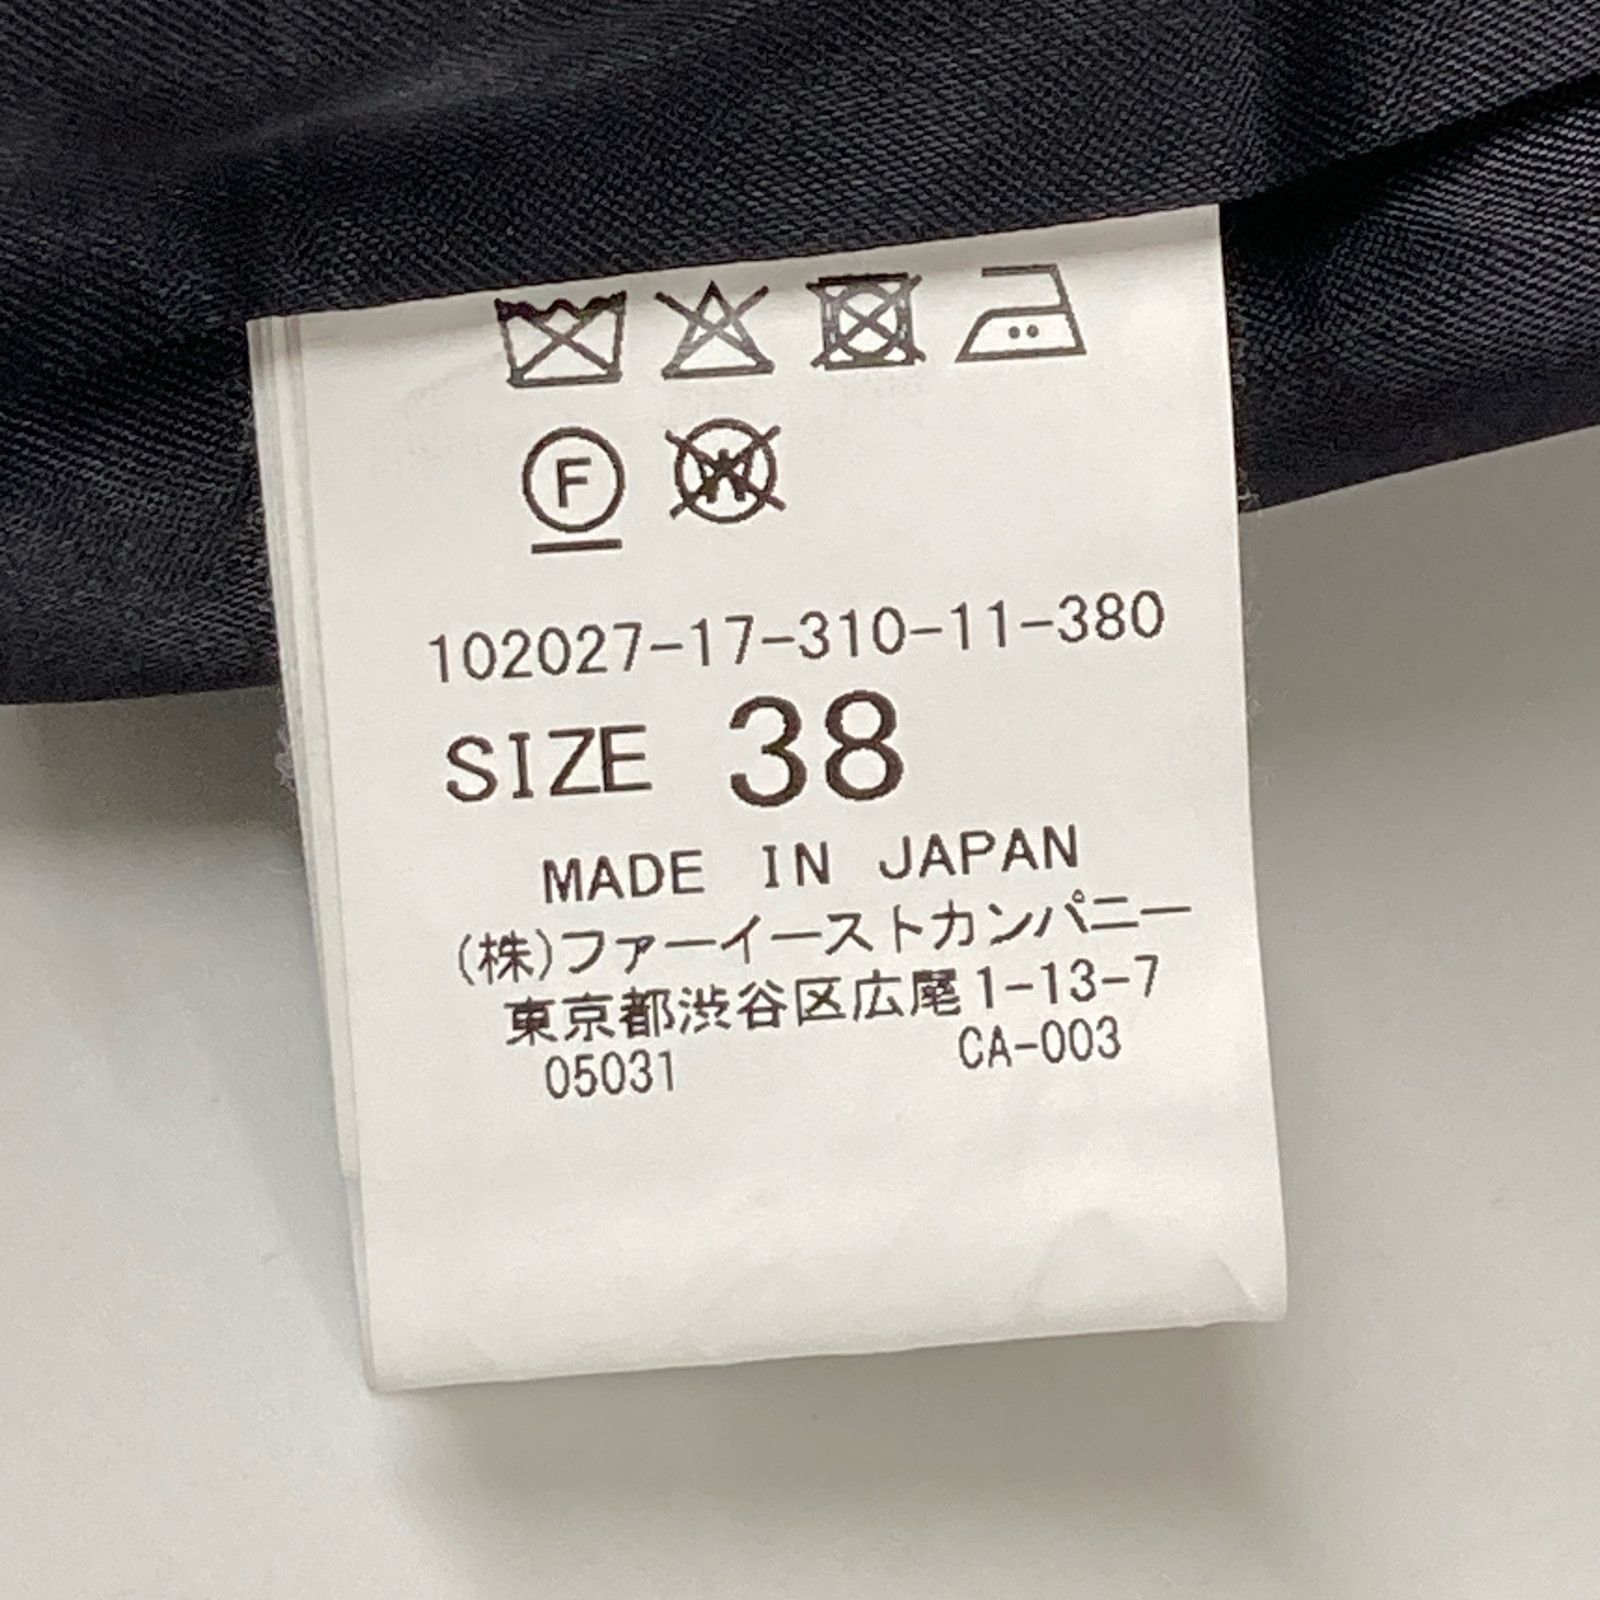 F
W
102027-17-310-11-380
SIZE 38
MADE IN JAPAN
(株)ファーイーストカンパニー
東京都渋谷区広尾1-13-7
05031 CA-003